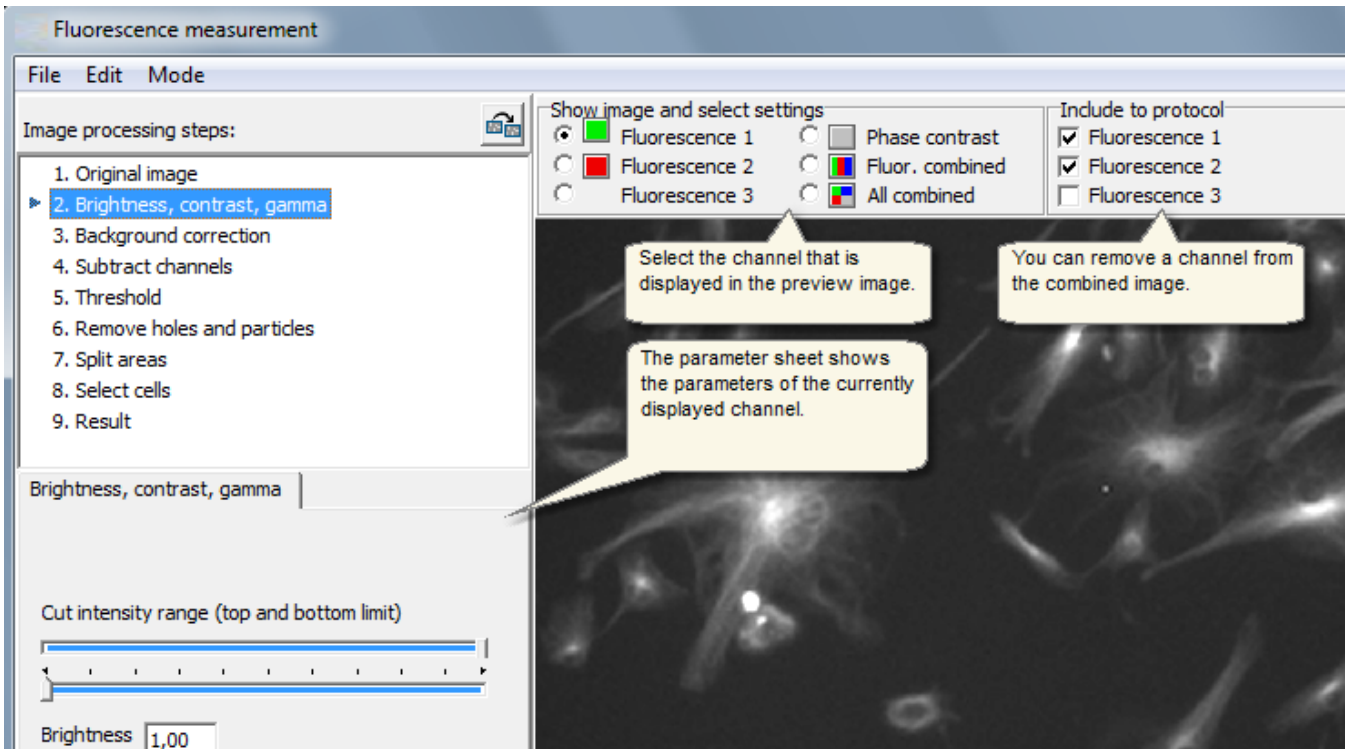 Fluorescence measurement
File Edit Mode
Image processing steps:
1. Original image
2. Brightness, contrast, gamma
3. Background correction
4. Subtract channels
5. Threshold
6. Remove holes and particles
7. Split areas
8. Select cells
9. Result
Brightness, contrast, gamma
Cut intensity range (top and bottom limit)
Brightness 1,00
Show image and select settings
Fluorescence 1 Phase contrast
Fluorescence 2 Fluor. combined
Fluorescence 3 All combined
Include to protocol
Fluorescence 1
Fluorescence 2
Fluorescence 3
Select the channel that is
displayed in the preview image.
You can remove a channel from
the combined image.
The parameter sheet shows
the parameters of the currently
displayed channel.